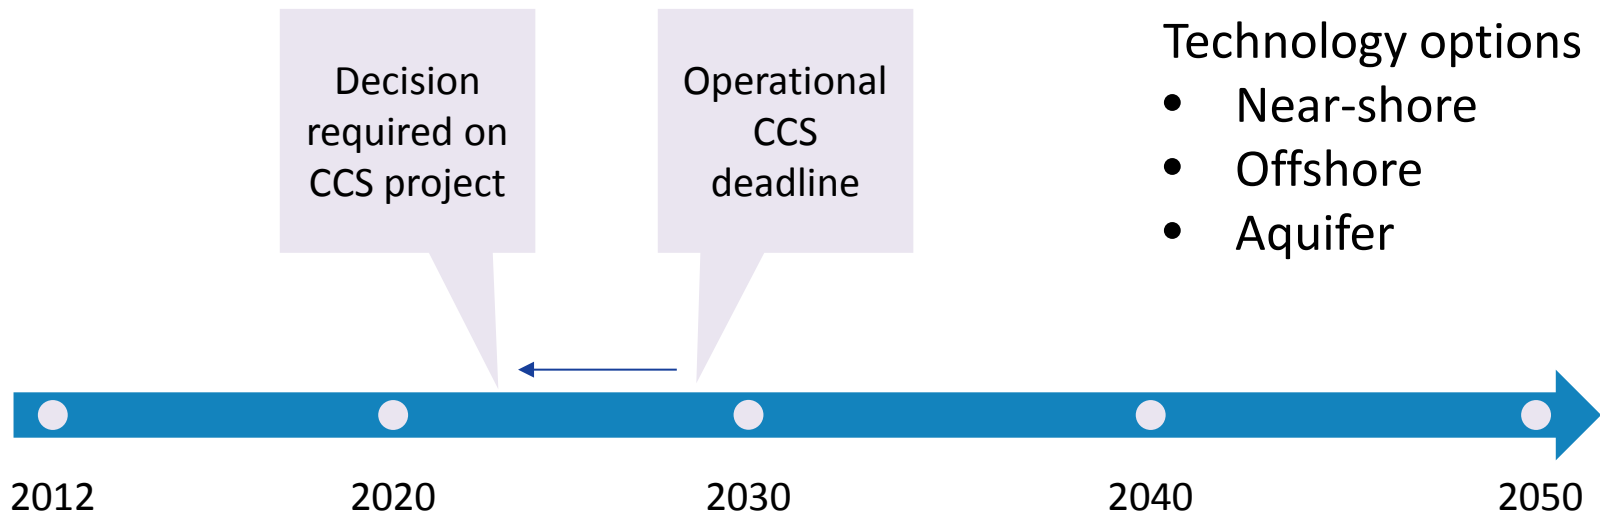 Decision
required on
CCS project
Operational
CCS
deadline
Technology options
• Near-shore
• Offshore
• Aquifer
2012
2020
2030
2040
2050